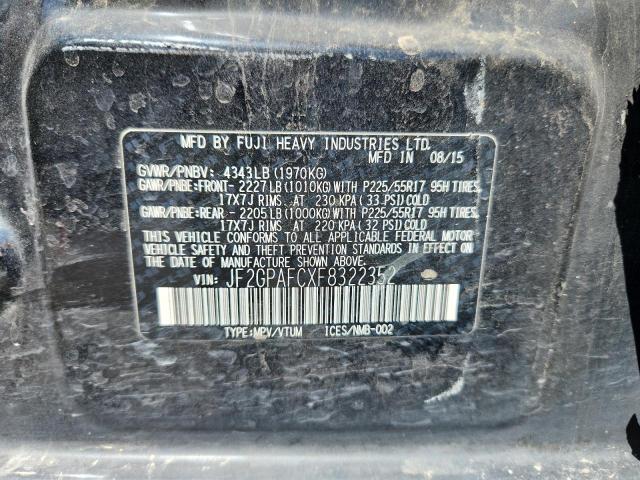 MFD BY FUJI HEAVY INDUSTRIES LTD.
MFD IN 08/15
GVWR/PNBV: 4343LB (1970KG)
GAWR/PNBE:FRONT- 2227LB (1010KG) WITH P225/55R17 95H TIRES,
17X7J RIMS. AT 230 KPA ( 33 PSI) COLD
GAWR/PNBE:REAR - 2205LB (1000KG) WITH P225/55R17 95H TIRES,
17X7J RIMS. AT 220 KPA ( 32 PSI) COLD
THIS VEHICLE CONFORMS TO ALL APPLICABLE FEDERAL MOTOR
VEHICLE SAFETY AND THEFT PREVENTION STANDARDS IN EFFECT
ON THE DATE OF MANUFACTURE SHOWN ABOVE.
VIN: JF2GPAFCXF8322352
TYPE:MPV/VTUM ICES/NMB-002